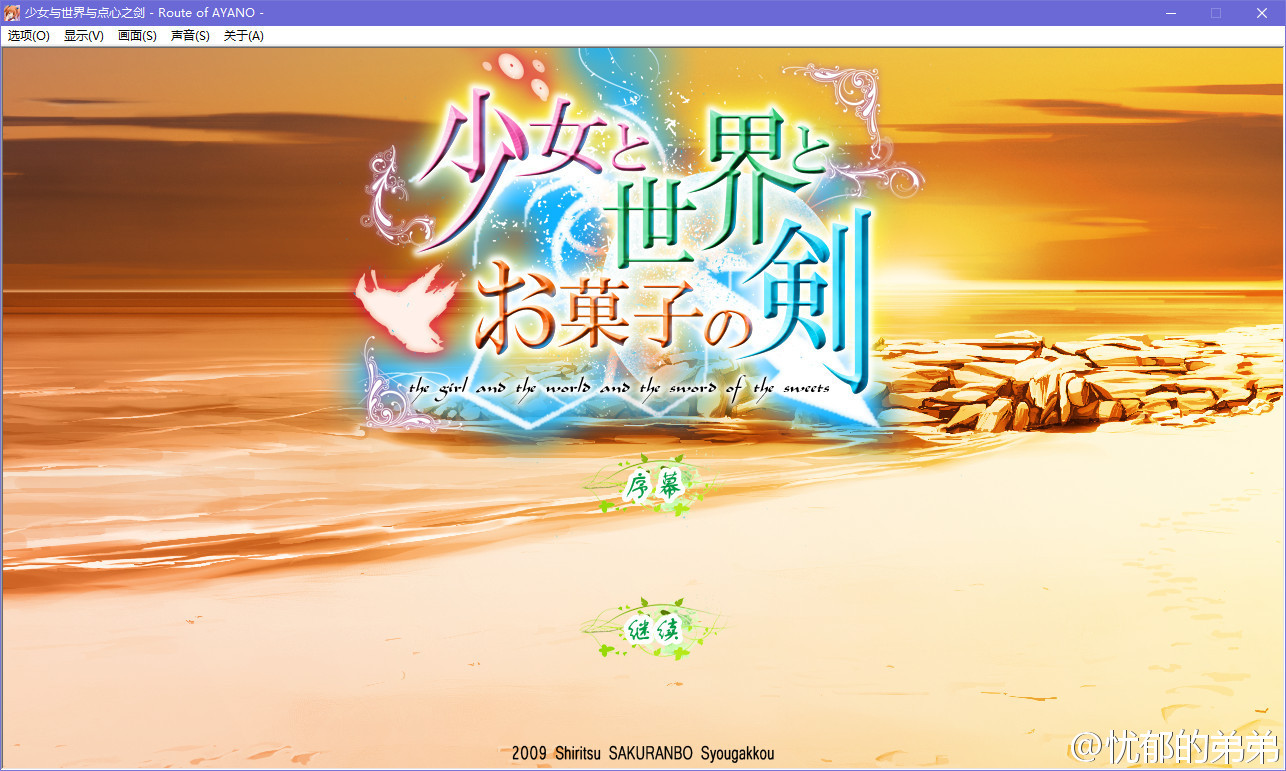 少女与世界与点心之剑 - Route of AYANO -
选项(O) 显示(V) 画面(S) 声音(S) 关于(A)
少女と世界と
お菓子の剣
the girl and the world and the sword of the sweets
序幕
继续
2009 Shiritsu SAKURANBO Syougakkou
@忧郁的弟弟